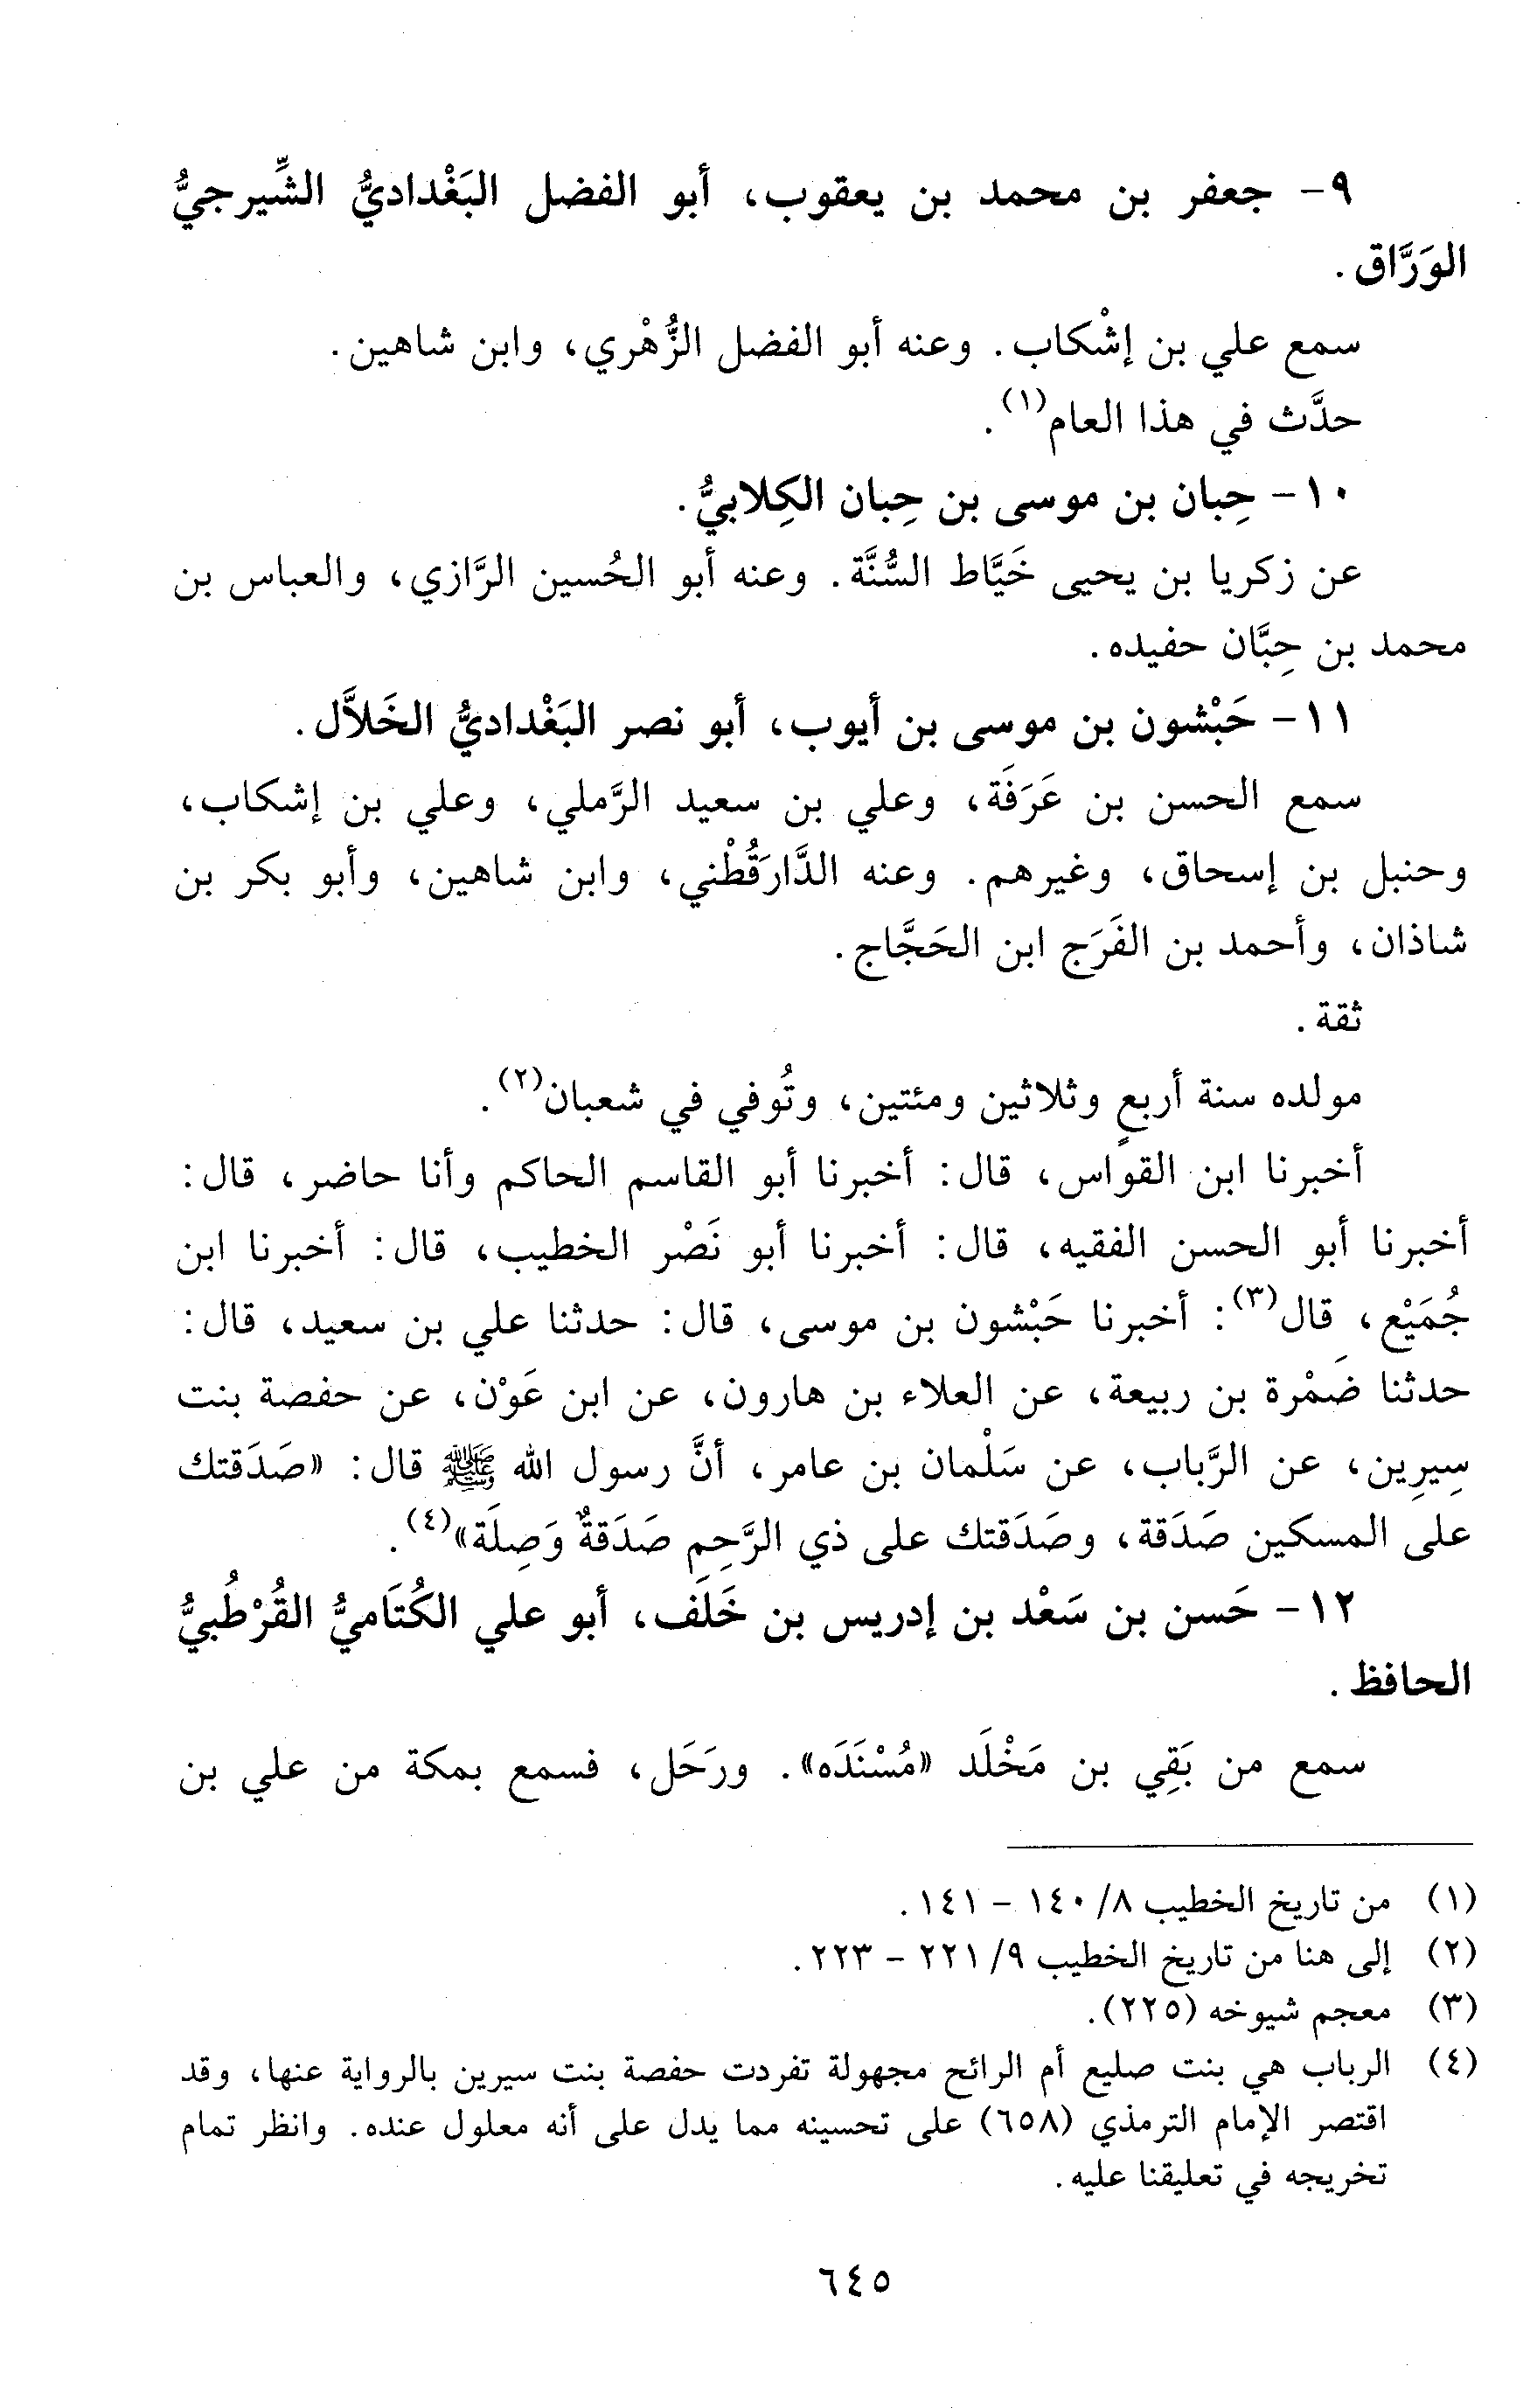 ٩- جعفر بن محمد بن يعقوب، أبو الفضل البَغْداديُّ الشِّيرجيُّ
الوَرَّاق.
سمع علي بن إشْكاب. وعنه أبو الفضل الزُّهْري، وابن شاهين.
حدَّث في هذا العام(١).
١٠- حِبان بن موسى بن حِبان الكِلابيُّ.
عن زكريا بن يحيى خَيَّاط السُّنَّة. وعنه أبو الحُسين الرَّازي، والعباس بن
محمد بن حِبَّان حفيده.
١١- حَبْشون بن موسى بن أيوب، أبو نصر البَغْداديُّ الخَلاَّل.
سمع الحسن بن عَرَفَة، وعلي بن سعيد الرَّملي، وعلي بن إشكاب،
وحنبل بن إسحاق، وغيرهم. وعنه الدَّارَقُطْني، وابن شاهين، وأبو بكر بن
شاذان، وأحمد بن الفَرَج ابن الحَجَّاج.
ثقة.
مولده سنة أربعٍ وثلاثين ومئتين، وتُوفي في شعبان(٢).
أخبرنا ابن القواس، قال: أخبرنا أبو القاسم الحاكم وأنا حاضر، قال:
أخبرنا أبو الحسن الفقيه، قال: أخبرنا أبو نَصْر الخطيب، قال: أخبرنا ابن
جُمَيْع، قال(٣): أخبرنا حَبْشون بن موسى، قال: حدثنا علي بن سعيد، قال:
حدثنا ضَمْرة بن ربيعة، عن العلاء بن هارون، عن ابن عَوْن، عن حفصة بنت
سِيرِين، عن الرَّباب، عن سَلْمان بن عامر، أنَّ رسول الله ﷺ قال: «صَدَقتك
على المسكين صَدَقة، وصَدَقتك على ذي الرَّحِم صَدَقةٌ وَصِلَة»(٤).
١٢- حَسن بن سَعْد بن إدريس بن خَلَف، أبو علي الكُتَاميُّ القُرْطُبيُّ
الحافظ.
سمع من بَقِي بن مَخْلَد «مُسْنَدَه». ورَحَل، فسمع بمكة من علي بن
(١) من تاريخ الخطيب ٨/ ١٤٠ - ١٤١.
(٢) إلى هنا من تاريخ الخطيب ٩/ ٢٢١ - ٢٢٣.
(٣) معجم شيوخه (٢٢٥).
(٤) الرباب هي بنت صليع أم الرائح مجهولة تفردت حفصة بنت سيرين بالرواية عنها، وقد
اقتصر الإمام الترمذي (٦٥٨) على تحسينه مما يدل على أنه معلول عنده. وانظر تمام
تخريجه في تعليقنا عليه.
٦٤٥